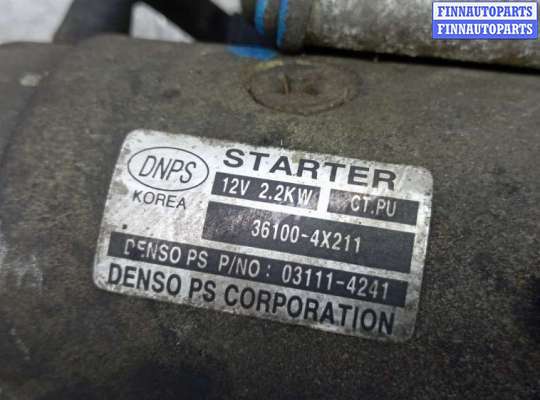 FINNAUTOPARTS
FINNAUTOPARTS
DNPS
KOREA
STARTER
12V 2.2KW
CT.PU
36100-4X211
DENSO PS P/NO : 03111-4241
DENSO PS CORPORATION